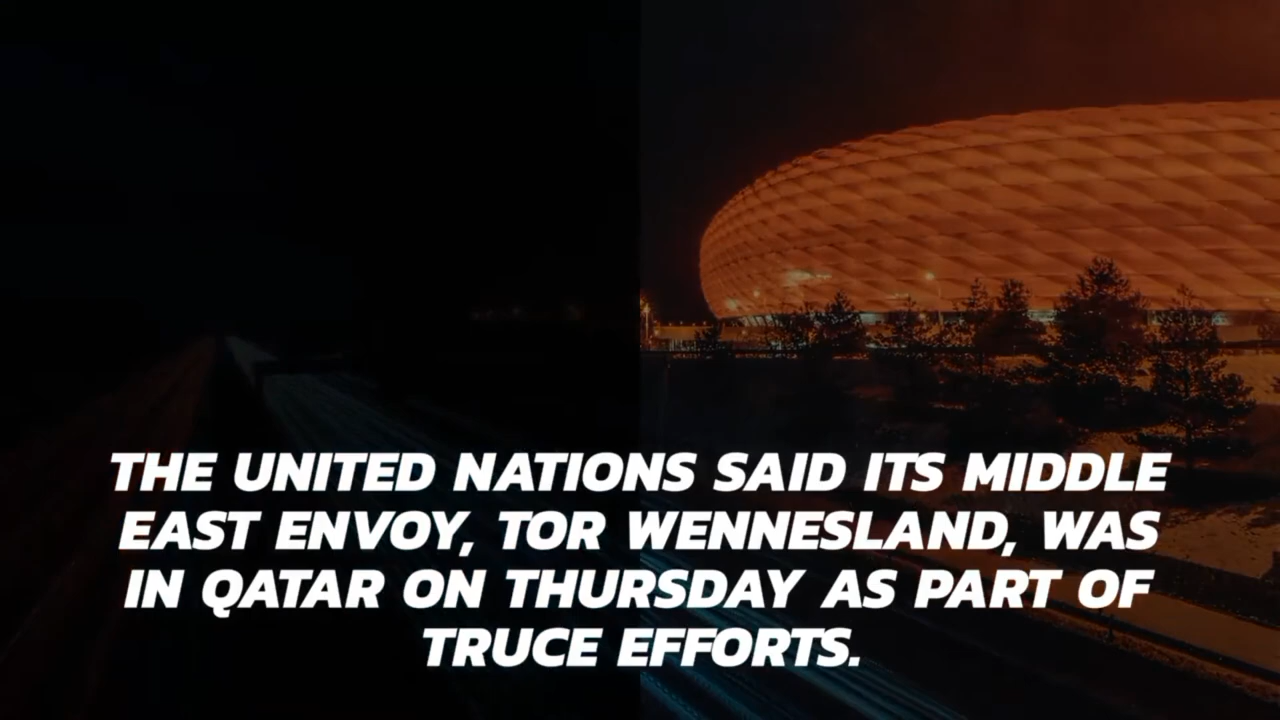 THE UNITED NATIONS SAID ITS MIDDLE
EAST ENVOY, TOR WENNESLAND, WAS
IN QATAR ON THURSDAY AS PART OF
TRUCE EFFORTS.